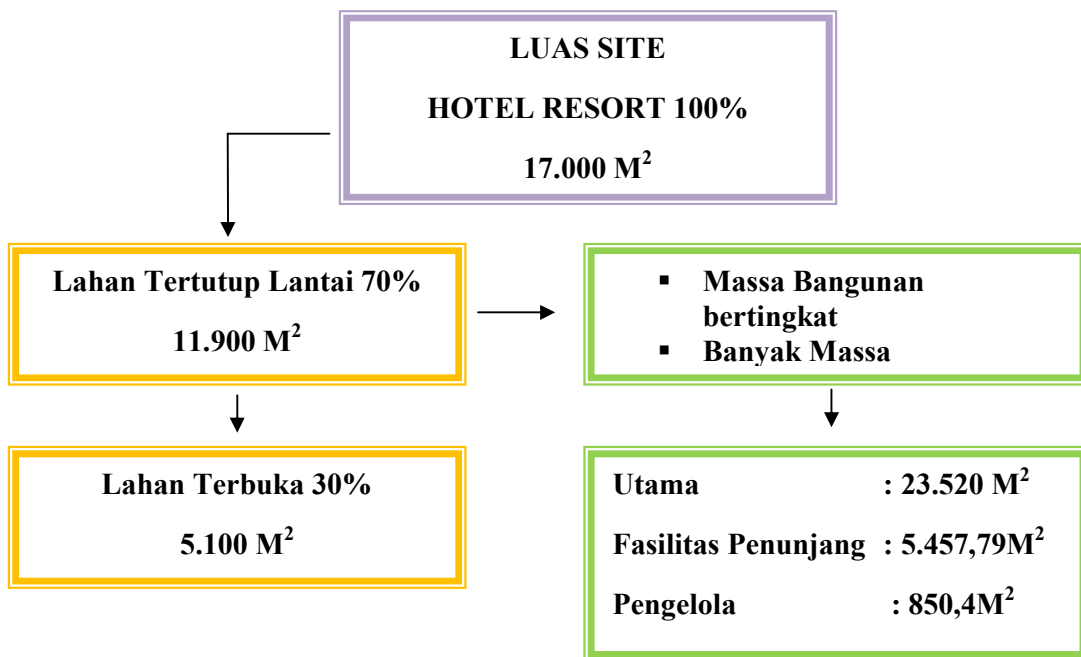 LUAS SITE
HOTEL RESORT 100%
17.000 M²
Lahan Tertutup Lantai 70%
11.900 M²
▪ Massa Bangunan
bertingkat
▪ Banyak Massa
Lahan Terbuka 30%
5.100 M²
Utama : 23.520 M²
Fasilitas Penunjang : 5.457,79M²
Pengelola : 850,4M²